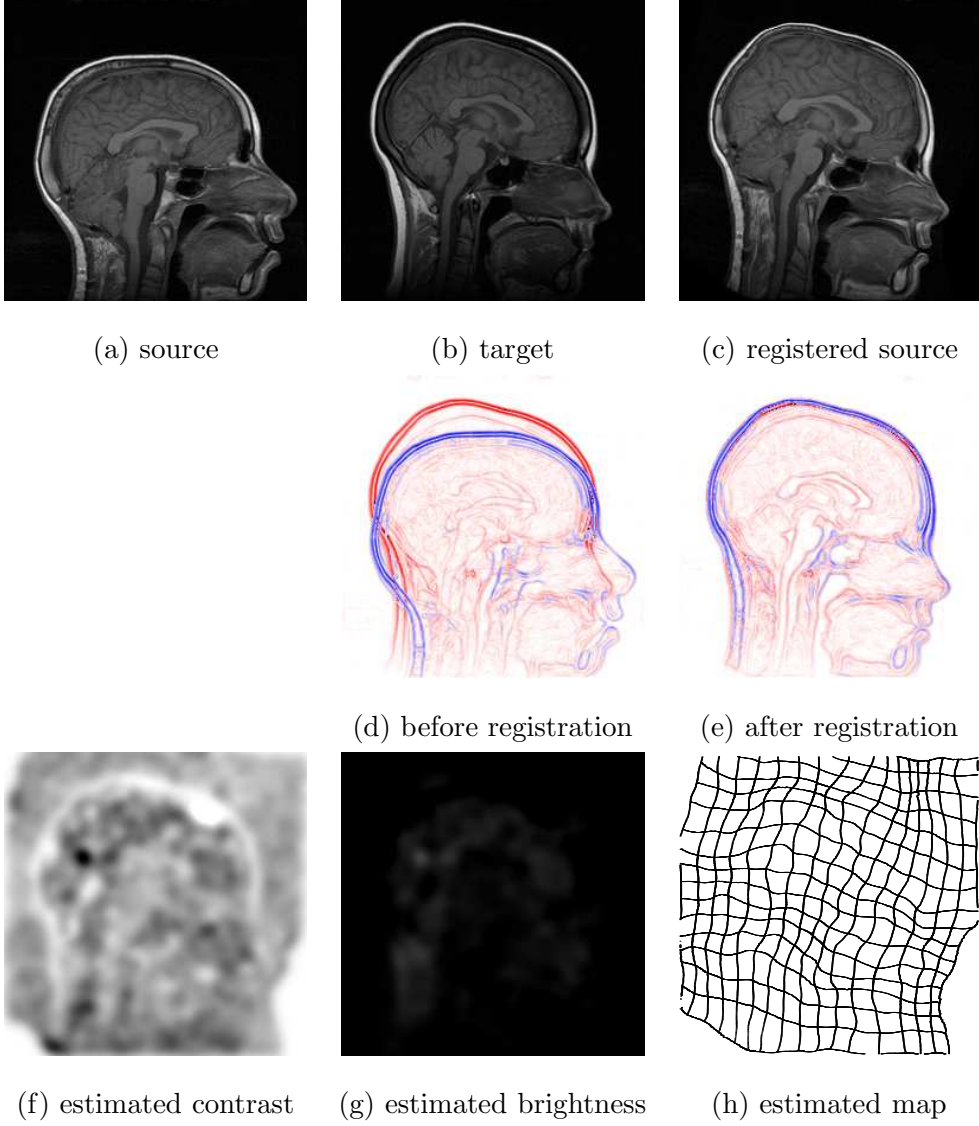 (a) source
(b) target
(c) registered source
(d) before registration
(e) after registration
(f) estimated contrast
(g) estimated brightness
(h) estimated map